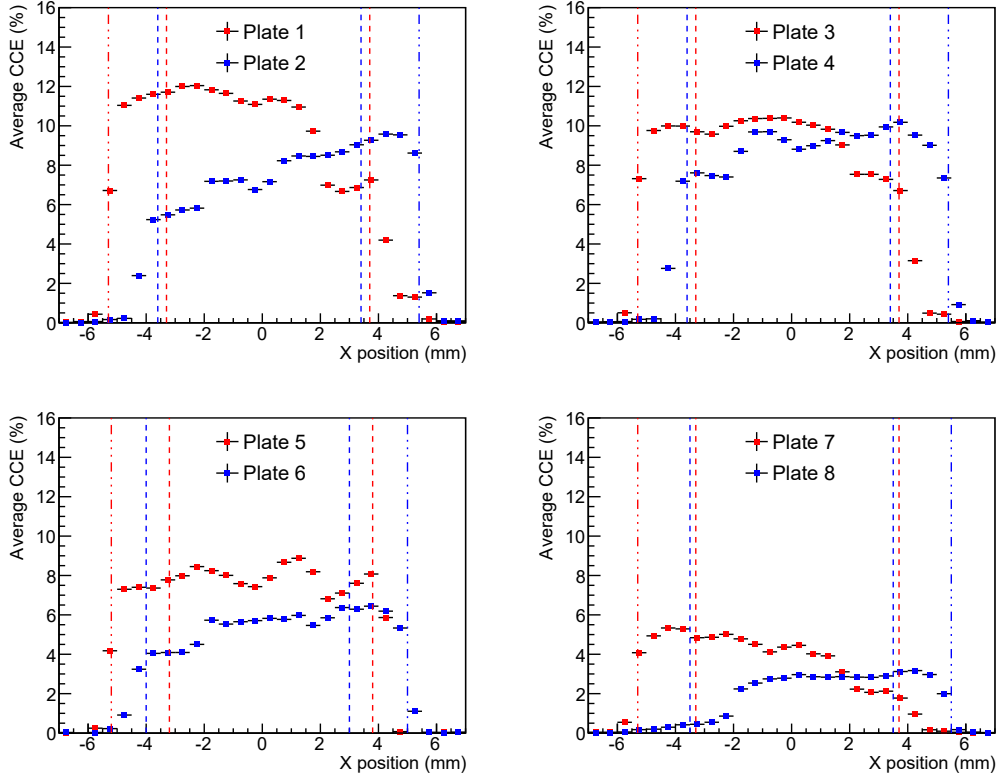 Average CCE (%)
16
14
12
10
8
6
4
2
0
Plate 1
Plate 2
-6 -4 -2 0 2 4 6
X position (mm)
Average CCE (%)
16
14
12
10
8
6
4
2
0
Plate 3
Plate 4
-6 -4 -2 0 2 4 6
X position (mm)
Average CCE (%)
16
14
12
10
8
6
4
2
0
Plate 5
Plate 6
-6 -4 -2 0 2 4 6
X position (mm)
Average CCE (%)
16
14
12
10
8
6
4
2
0
Plate 7
Plate 8
-6 -4 -2 0 2 4 6
X position (mm)